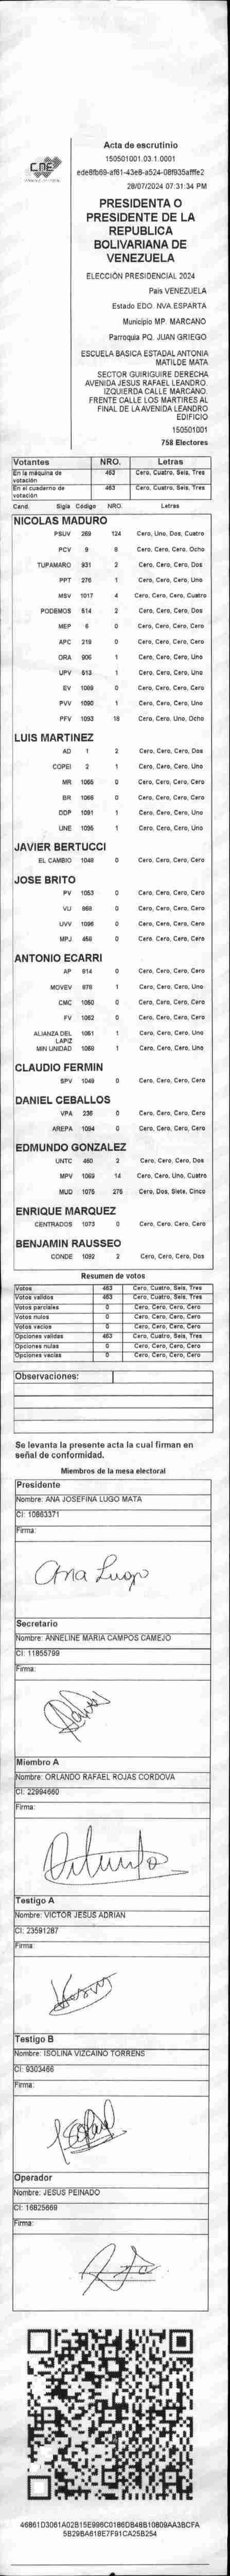 CNE
Acta de escrutinio
150501001.03.1.0001
ede8fb69-af61-43e8-a524-08f935afffe2
28/07/2024 07:31:34 PM
PRESIDENTA O
PRESIDENTE DE LA
REPUBLICA
BOLIVARIANA DE
VENEZUELA
ELECCIÓN PRESIDENCIAL 2024
País VENEZUELA
Estado EDO. NVA.ESPARTA
Municipio MP. MARCANO
Parroquia PQ. JUAN GRIEGO
ESCUELA BASICA ESTADAL ANTONIA
MATILDE MATA
SECTOR GUIRIGUIRE DERECHA
AVENIDA JESUS RAFAEL LEANDRO.
IZQUIERDA CALLE MARCANO.
FRENTE CALLE LOS MARTIRES AL
FINAL DE LA AVENIDA LEANDRO
EDIFICIO
150501001
758 Electores
Votantes NRO. Letras
En la máquina de votación 463 Cero, Cuatro, Seis, Tres
En el cuaderno de votación 463 Cero, Cuatro, Seis, Tres
Cand. Sigla Código NRO. Letras
NICOLAS MADURO
PSUV 269 124 Cero, Uno, Dos, Cuatro
PCV 9 8 Cero, Cero, Cero, Ocho
TUPAMARO 931 2 Cero, Cero, Cero, Dos
PPT 276 1 Cero, Cero, Cero, Uno
MSV 1017 4 Cero, Cero, Cero, Cuatro
PODEMOS 514 2 Cero, Cero, Cero, Dos
MEP 6 0 Cero, Cero, Cero, Cero
APC 219 0 Cero, Cero, Cero, Cero
ORA 906 1 Cero, Cero, Cero, Uno
UPV 513 1 Cero, Cero, Cero, Uno
EV 1089 0 Cero, Cero, Cero, Cero
PVV 1090 1 Cero, Cero, Cero, Uno
PFV 1093 18 Cero, Cero, Uno, Ocho
LUIS MARTINEZ
AD 1 2 Cero, Cero, Cero, Dos
COPEI 2 1 Cero, Cero, Cero, Uno
MR 1065 0 Cero, Cero, Cero, Cero
BR 1066 0 Cero, Cero, Cero, Cero
DDP 1091 1 Cero, Cero, Cero, Uno
UNE 1095 1 Cero, Cero, Cero, Uno
JAVIER BERTUCCI
EL CAMBIO 1048 0 Cero, Cero, Cero, Cero
JOSE BRITO
PV 1053 0 Cero, Cero, Cero, Cero
VU 868 0 Cero, Cero, Cero, Cero
UVV 1096 0 Cero, Cero, Cero, Cero
MPJ 458 0 Cero, Cero, Cero, Cero
ANTONIO ECARRI
AP 814 0 Cero, Cero, Cero, Cero
MOVEV 878 1 Cero, Cero, Cero, Uno
CMC 1050 0 Cero, Cero, Cero, Cero
FV 1062 0 Cero, Cero, Cero, Cero
ALIANZA DEL LAPIZ 1051 1 Cero, Cero, Cero, Uno
MIN UNIDAD 1088 1 Cero, Cero, Cero, Uno
CLAUDIO FERMIN
SPV 1049 0 Cero, Cero, Cero, Cero
DANIEL CEBALLOS
VPA 236 0 Cero, Cero, Cero, Cero
AREPA 1094 0 Cero, Cero, Cero, Cero
EDMUNDO GONZALEZ
UNTC 460 2 Cero, Cero, Cero, Dos
MPV 1069 14 Cero, Cero, Uno, Cuatro
MUD 1075 275 Cero, Dos, Siete, Cinco
ENRIQUE MARQUEZ
CENTRADOS 1073 0 Cero, Cero, Cero, Cero
BENJAMIN RAUSSEO
CONDE 1092 2 Cero, Cero, Cero, Dos
Resumen de votos
Votos 463 Cero, Cuatro, Seis, Tres
Votos validos 463 Cero, Cuatro, Seis, Tres
Votos parciales 0 Cero, Cero, Cero, Cero
Votos nulos 0 Cero, Cero, Cero, Cero
Votos vacios 0 Cero, Cero, Cero, Cero
Opciones validas 463 Cero, Cuatro, Seis, Tres
Opciones nulas 0 Cero, Cero, Cero, Cero
Opciones vacias 0 Cero, Cero, Cero, Cero
Observaciones:
Se levanta la presente acta la cual firman en
señal de conformidad.
Miembros de la mesa electoral
Presidente
Nombre: ANA JOSEFINA LUGO MATA
CI: 10863371
Firma:
Ana Lugo
Secretario
Nombre: ANNELINE MARIA CAMPOS CAMEJO
CI: 11855799
Firma:
Miembro A
Nombre: ORLANDO RAFAEL ROJAS CORDOVA
CI: 22994660
Firma:
Orlando
Testigo A
Nombre: VICTOR JESUS ADRIAN
CI: 23591287
Firma:
Testigo B
Nombre: ISOLINA VIZCAINO TORRENS
CI: 9303466
Firma:
Operador
Nombre: JESUS PEINADO
CI: 16825669
Firma:
46861D3061A02B15E996C0186DB46B10609AA3BCFA
5B29BA618E7F91CA25B254